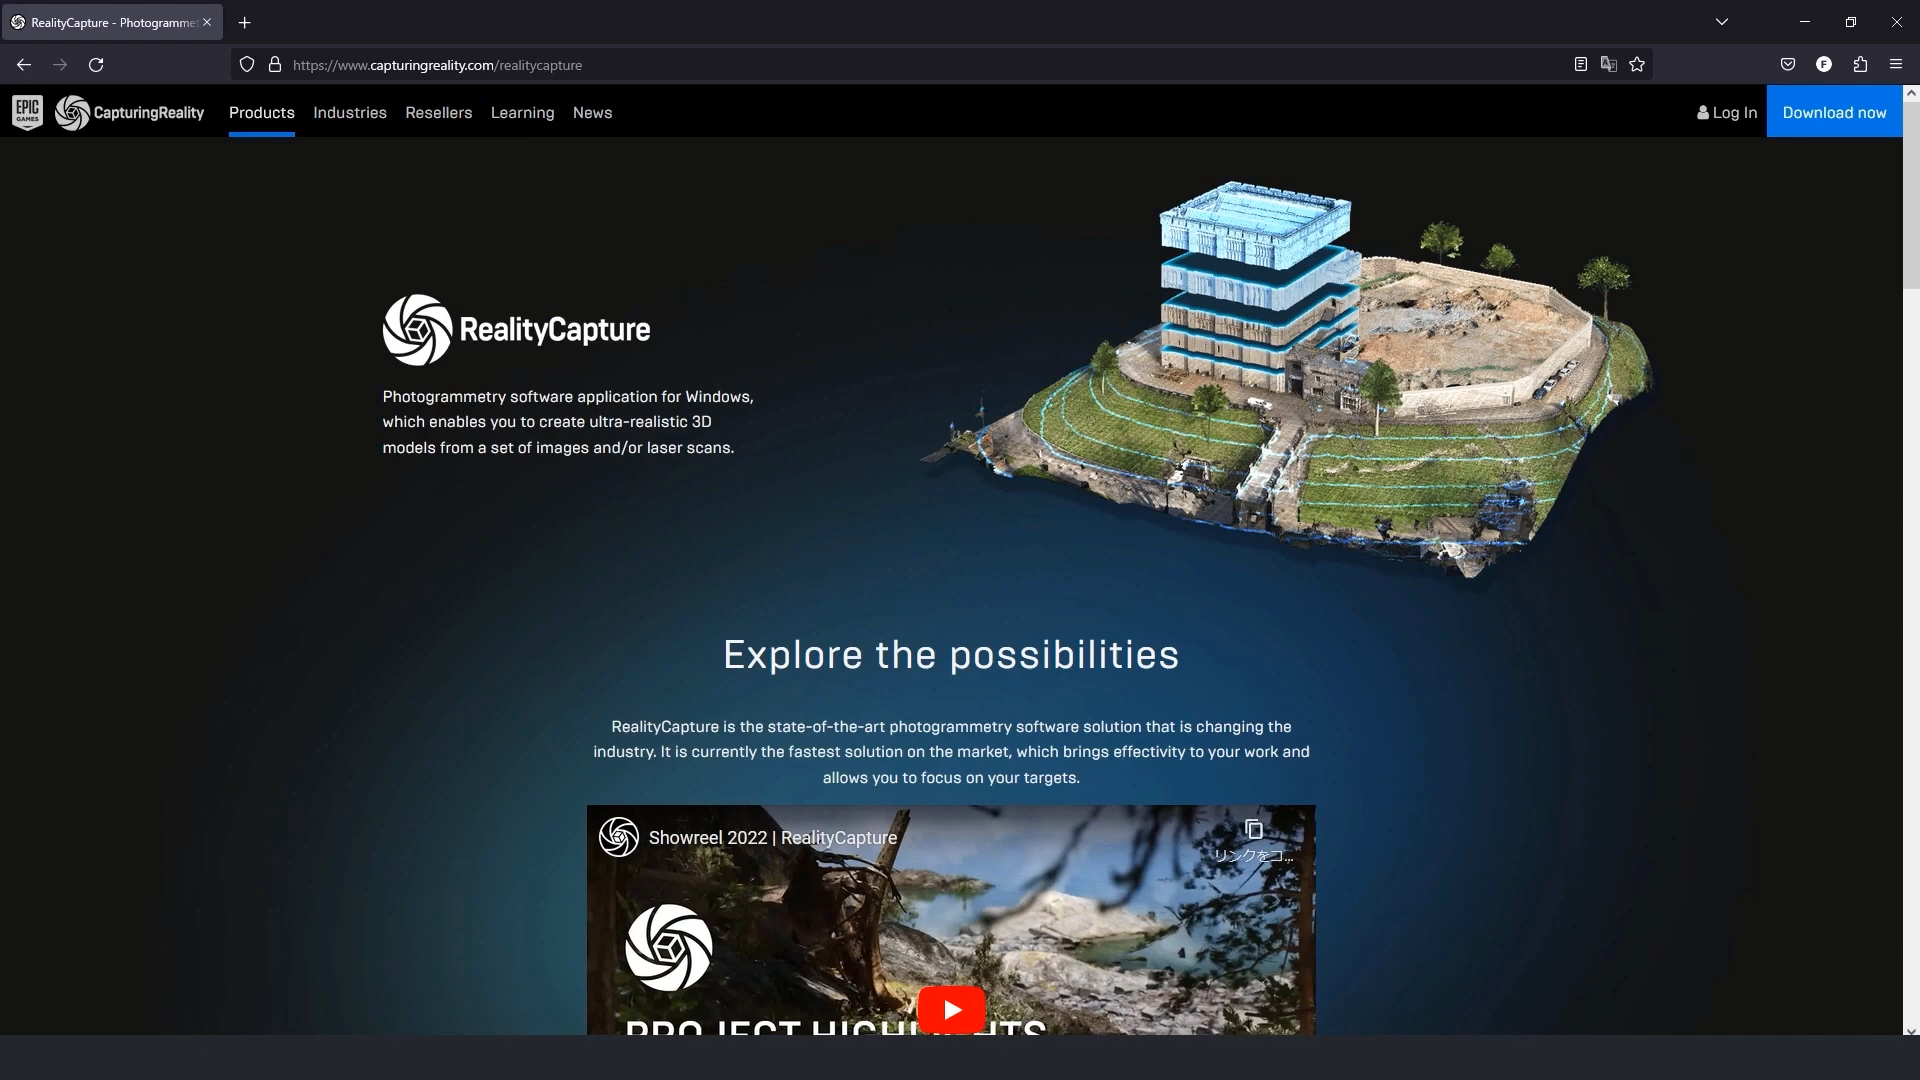 RealityCapture - Photogramme
https://www.capturingreality.com/realitycapture
EPIC
GAMES
CapturingReality
Products
Industries
Resellers
Learning
News
Log In
Download now
RealityCapture
Photogrammetry software application for Windows,
which enables you to create ultra-realistic 3D
models from a set of images and/or laser scans.
Explore the possibilities
RealityCapture is the state-of-the-art photogrammetry software solution that is changing the
industry. It is currently the fastest solution on the market, which brings effectivity to your work and
allows you to focus on your targets.
Showreel 2022 | RealityCapture
リンクをコ...
PROJECT HIGHLIGHTS